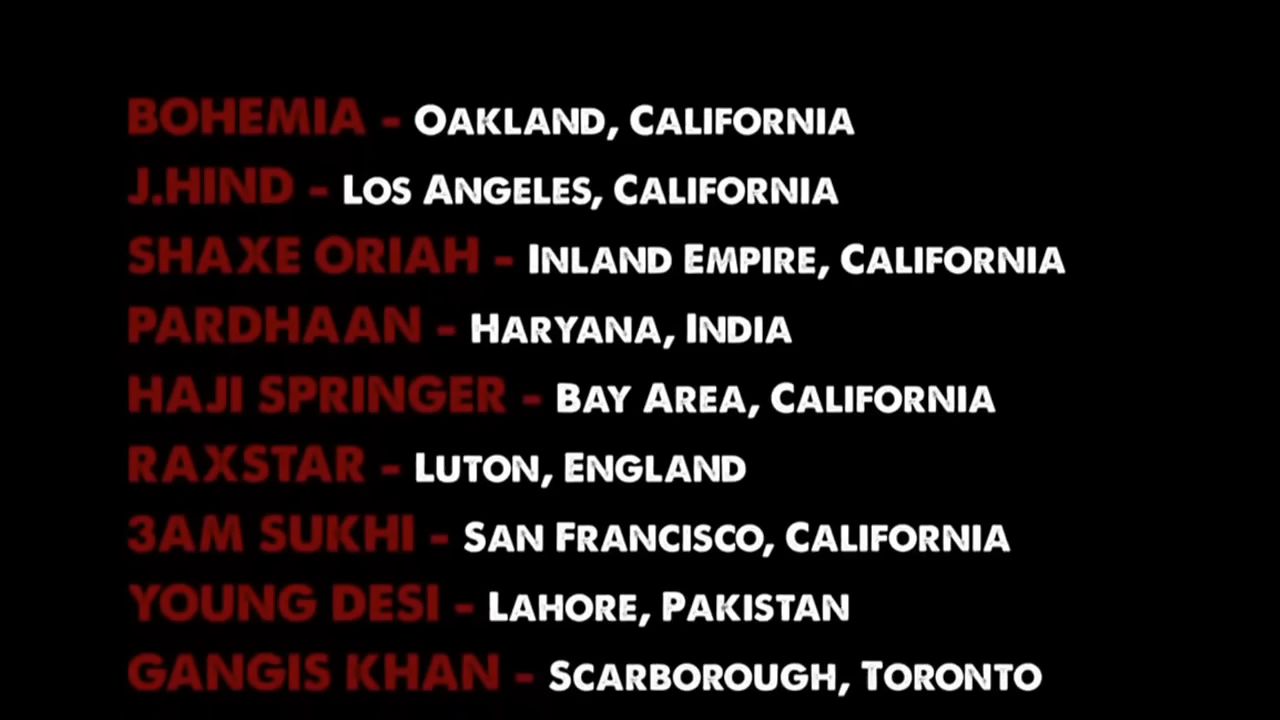 BOHEMIA - OAKLAND, CALIFORNIA
J.HIND - LOS ANGELES, CALIFORNIA
SHAXE ORIAH - INLAND EMPIRE, CALIFORNIA
PARDHAAN - HARYANA, INDIA
HAJI SPRINGER - BAY AREA, CALIFORNIA
RAXSTAR - LUTON, ENGLAND
3AM SUKHI - SAN FRANCISCO, CALIFORNIA
YOUNG DESI - LAHORE, PAKISTAN
GANGIS KHAN - SCARBOROUGH, TORONTO